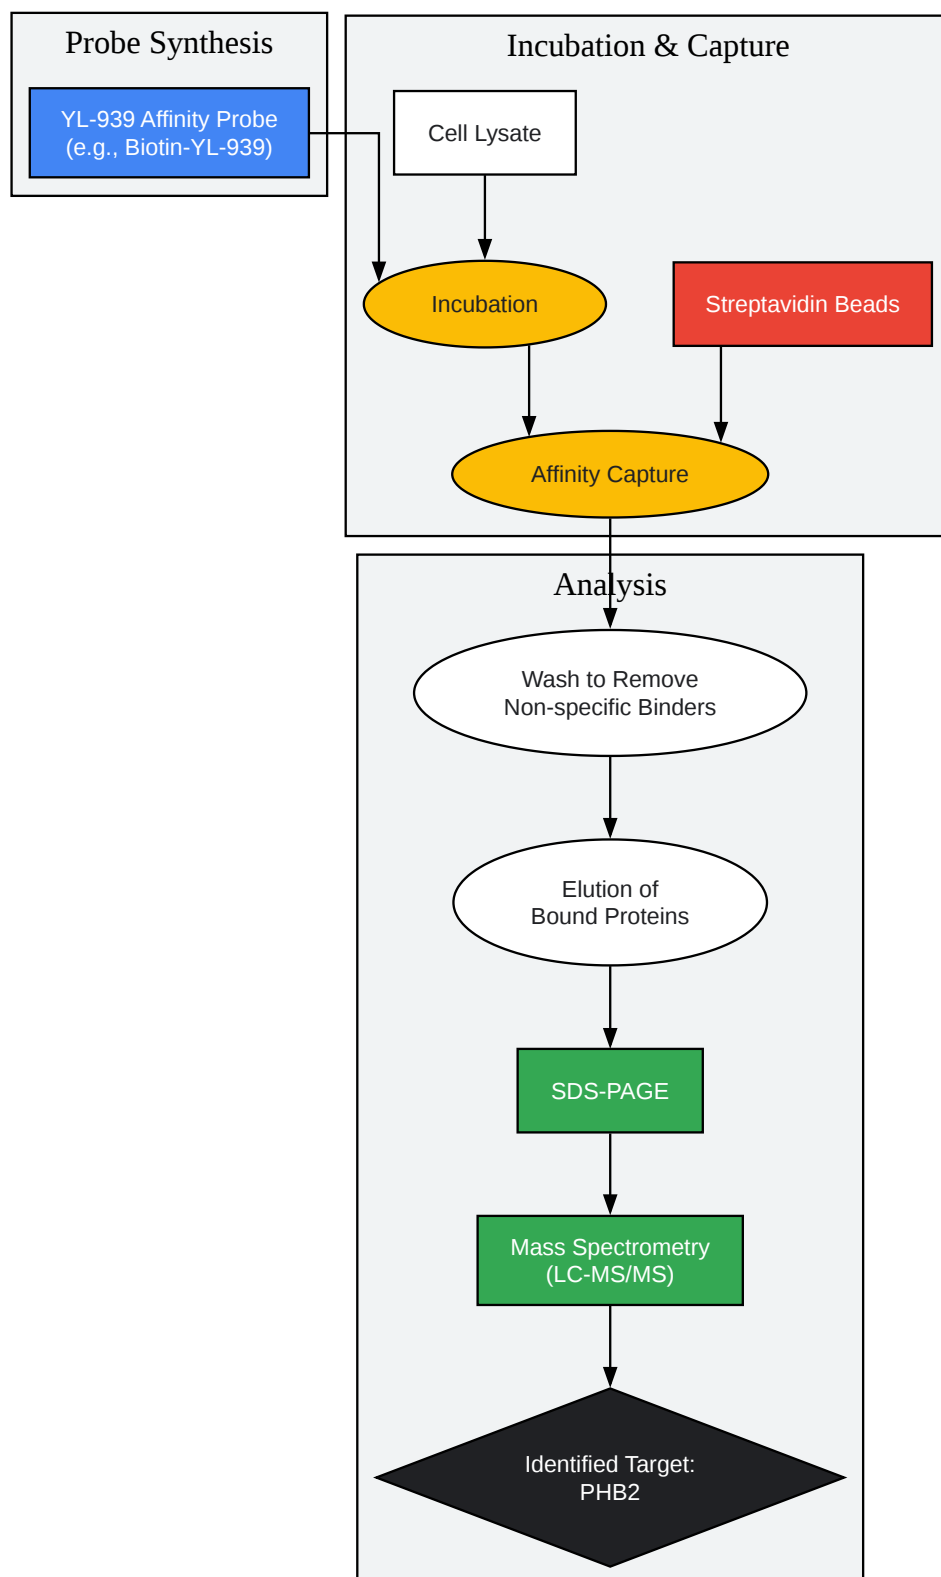 Probe Synthesis
YL-939 Affinity Probe
(e.g., Biotin-YL-939)
Incubation & Capture
Cell Lysate
Incubation
Streptavidin Beads
Affinity Capture
Analysis
Wash to Remove
Non-specific Binders
Elution of
Bound Proteins
SDS-PAGE
Mass Spectrometry
(LC-MS/MS)
Identified Target:
PHB2